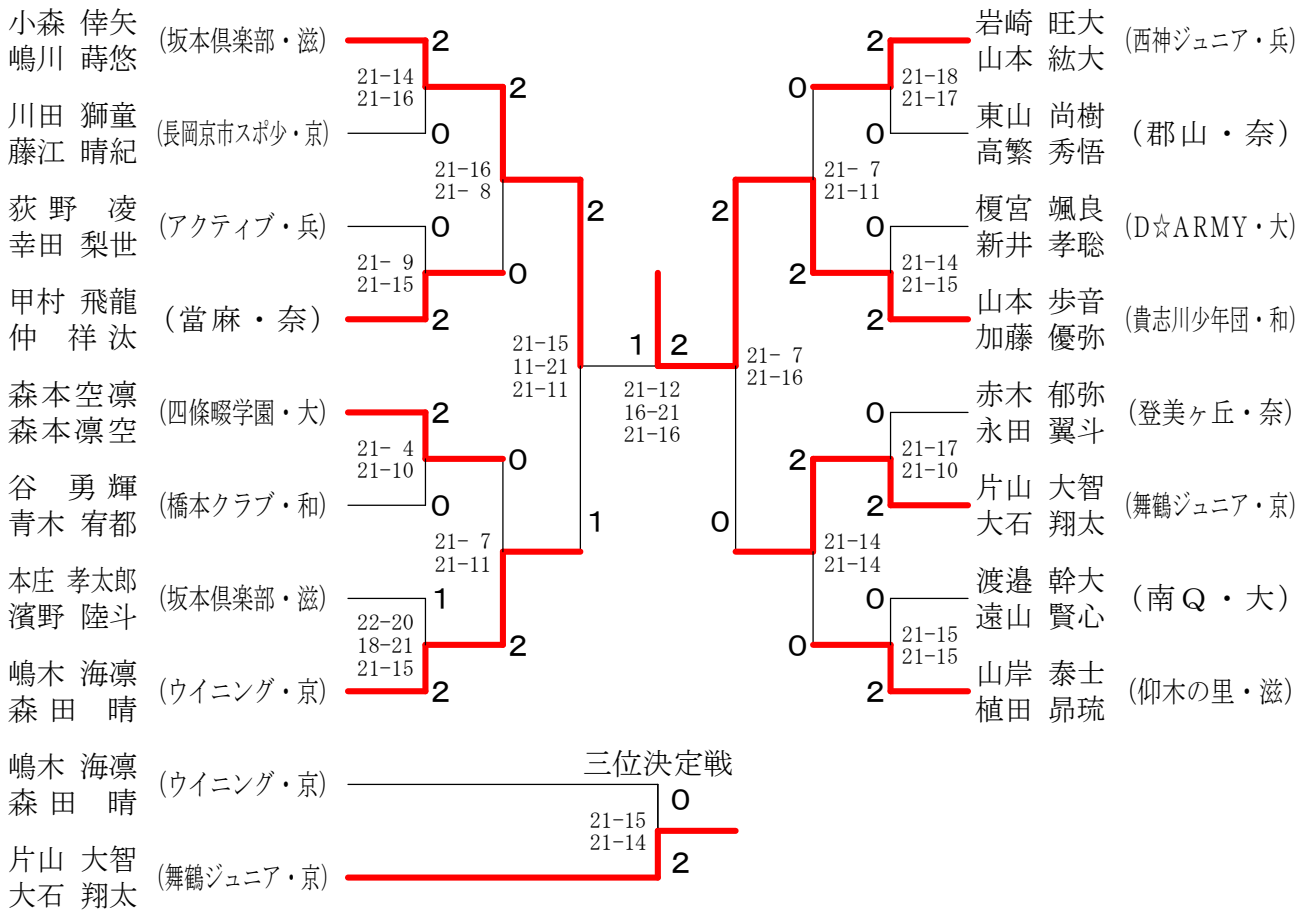 小森 倖矢
嶋川 蒔悠
(坂本倶楽部・滋)
2
21-14
21-16
2
川田 獅童
藤江 晴紀
(長岡京市スポ少・京)
0
21-16
21- 8
荻野 凌
幸田 梨世
(アクティブ・兵)
0
21- 9
21-15
0
甲村 飛龍
仲 祥汰
(當麻・奈)
2
2
21-15
11-21
21-11
森本空凛
森本凛空
(四條畷学園・大)
2
21- 4
21-10
0
谷 勇輝
青木 宥都
(橋本クラブ・和)
0
21- 7
21-11
1
本庄 孝太郎
濱野 陸斗
(坂本倶楽部・滋)
1
22-20
18-21
21-15
2
嶋木 海凛
森田 晴
(ウイニング・京)
2
1 2
21-12
16-21
21-16
岩崎 旺大
山本 紘大
(西神ジュニア・兵)
2
21-18
21-17
0
東山 尚樹
高繁 秀悟
(郡山・奈)
0
21- 7
21-11
2
榎宮 颯良
新井 孝聡
(D☆ARMY・大)
0
21-14
21-15
2
山本 歩音
加藤 優弥
(貴志川少年団・和)
2
21- 7
21-16
赤木 郁弥
永田 翼斗
(登美ヶ丘・奈)
0
21-17
21-10
2
片山 大智
大石 翔太
(舞鶴ジュニア・京)
2
0
21-14
21-14
渡邉 幹大
遠山 賢心
(南Q・大)
0
21-15
21-15
0
山岸 泰士
植田 昴琉
(仰木の里・滋)
2
三位決定戦
嶋木 海凛
森田 晴
(ウイニング・京)
0
21-15
21-14
片山 大智
大石 翔太
(舞鶴ジュニア・京)
2